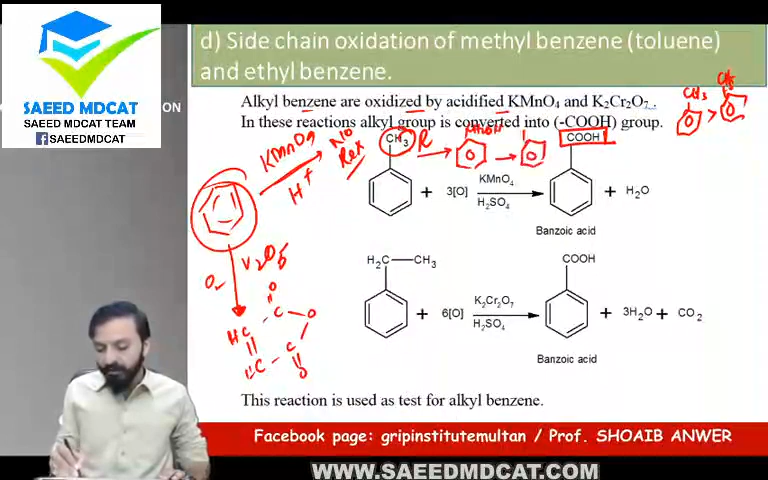 d) Side chain oxidation of methyl benzene (toluene)
and ethyl benzene.
SAEED MDCAT
SAEED MDCAT TEAM
SAEEDMDCAT
ON
Alkyl benzene are oxidized by acidified KMnO4 and K2Cr2O7.
In these reactions alkyl group is converted into (-COOH) group.
KMnO4
H+
No
Rex
R
CH3
CH3 > 
CH3 COOH
+ 3[O] KMnO4 H2SO4 + H2O
Banzoic acid
O2 V2O5
O
HC C O
C C
O
H2C CH3 COOH
+ 6[O] K2Cr2O7 H2SO4 + 3H2O + CO2
Banzoic acid
This reaction is used as test for alkyl benzene.
Facebook page: gripinstitutemultan / Prof. SHOAIB ANWER
WWW.SAEEDMDCAT.COM